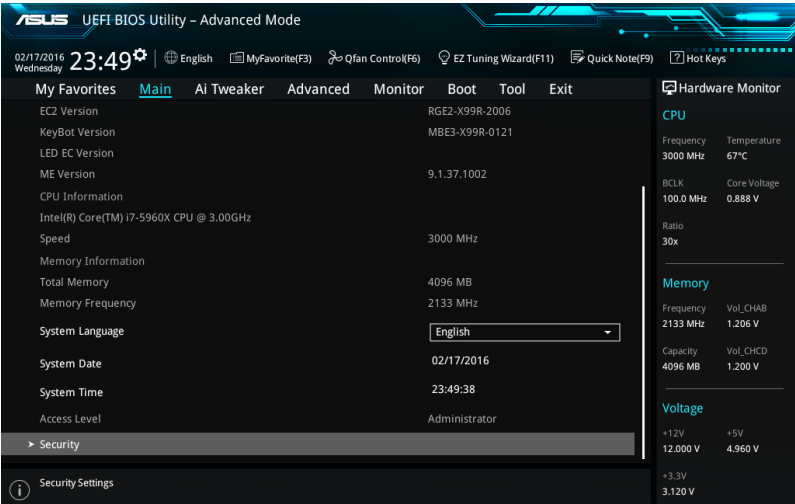 ASUS UEFI BIOS Utility – Advanced Mode
02/17/2016 Wednesday 23:49 English MyFavorite(F3) Qfan Control(F6) EZ Tuning Wizard(F11) Quick Note(F9) ? Hot Keys
My Favorites Main Ai Tweaker Advanced Monitor Boot Tool Exit
EC2 Version RGE2-X99R-2006
KeyBot Version MBE3-X99R-0121
LED EC Version
ME Version 9.1.37.1002
CPU Information
Intel(R) Core(TM) i7-5960X CPU @ 3.00GHz
Speed 3000 MHz
Memory Information
Total Memory 4096 MB
Memory Frequency 2133 MHz
System Language English
System Date 02/17/2016
System Time 23:49:38
Access Level Administrator
> Security
Security Settings
Hardware Monitor
CPU
Frequency Temperature
3000 MHz 67°C
BCLK Core Voltage
100.0 MHz 0.888 V
Ratio
30x
Memory
Frequency Vol_CHAB
2133 MHz 1.206 V
Capacity Vol_CHCD
4096 MB 1.200 V
Voltage
+12V +5V
12.000 V 4.960 V
+3.3V
3.120 V